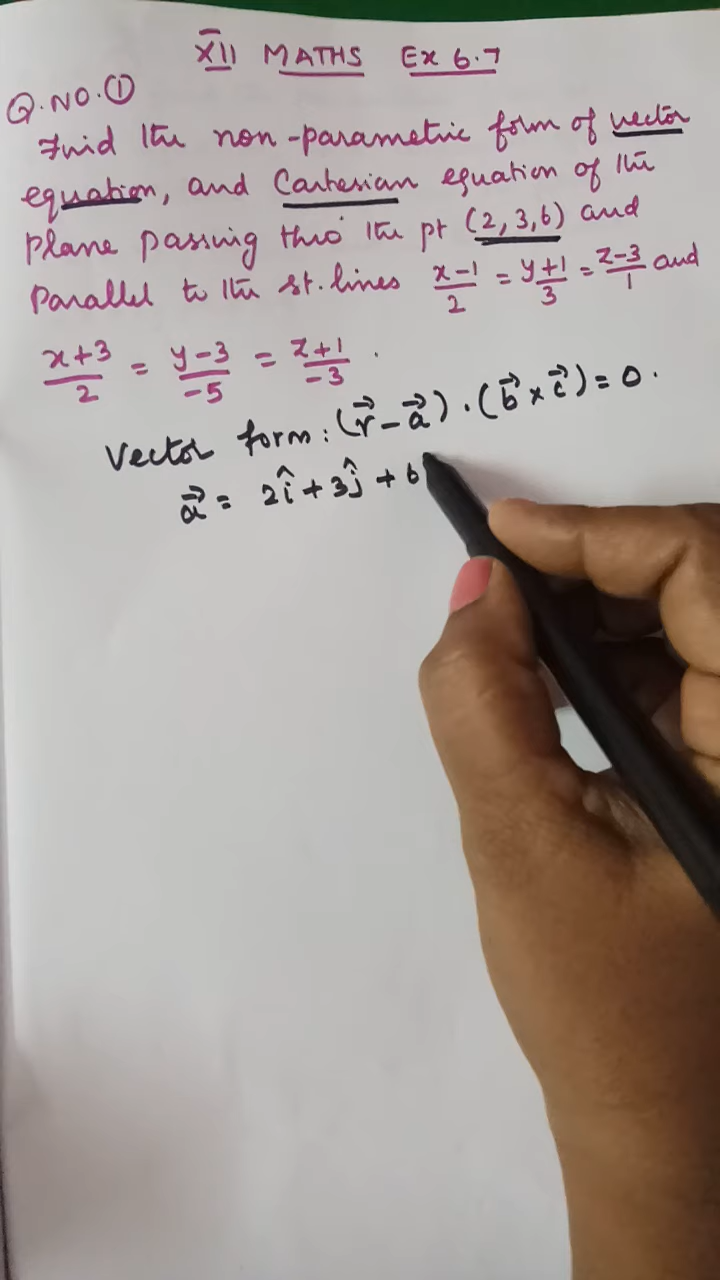 XII MATHS Ex 6.7
Q.NO.①
Find the non-parametric form of vector
equation, and Cartesian equation of the
plane passing thro' the pt (2,3,6) and
parallel to the st. lines x-1/2 = y+1/3 = z-3/1 and
x+3/2 = y-3/-5 = z+1/-3 .
Vector form: (r⃗ - a⃗) . (b⃗ × c⃗) = 0.
a⃗ = 2î + 3ĵ + 6